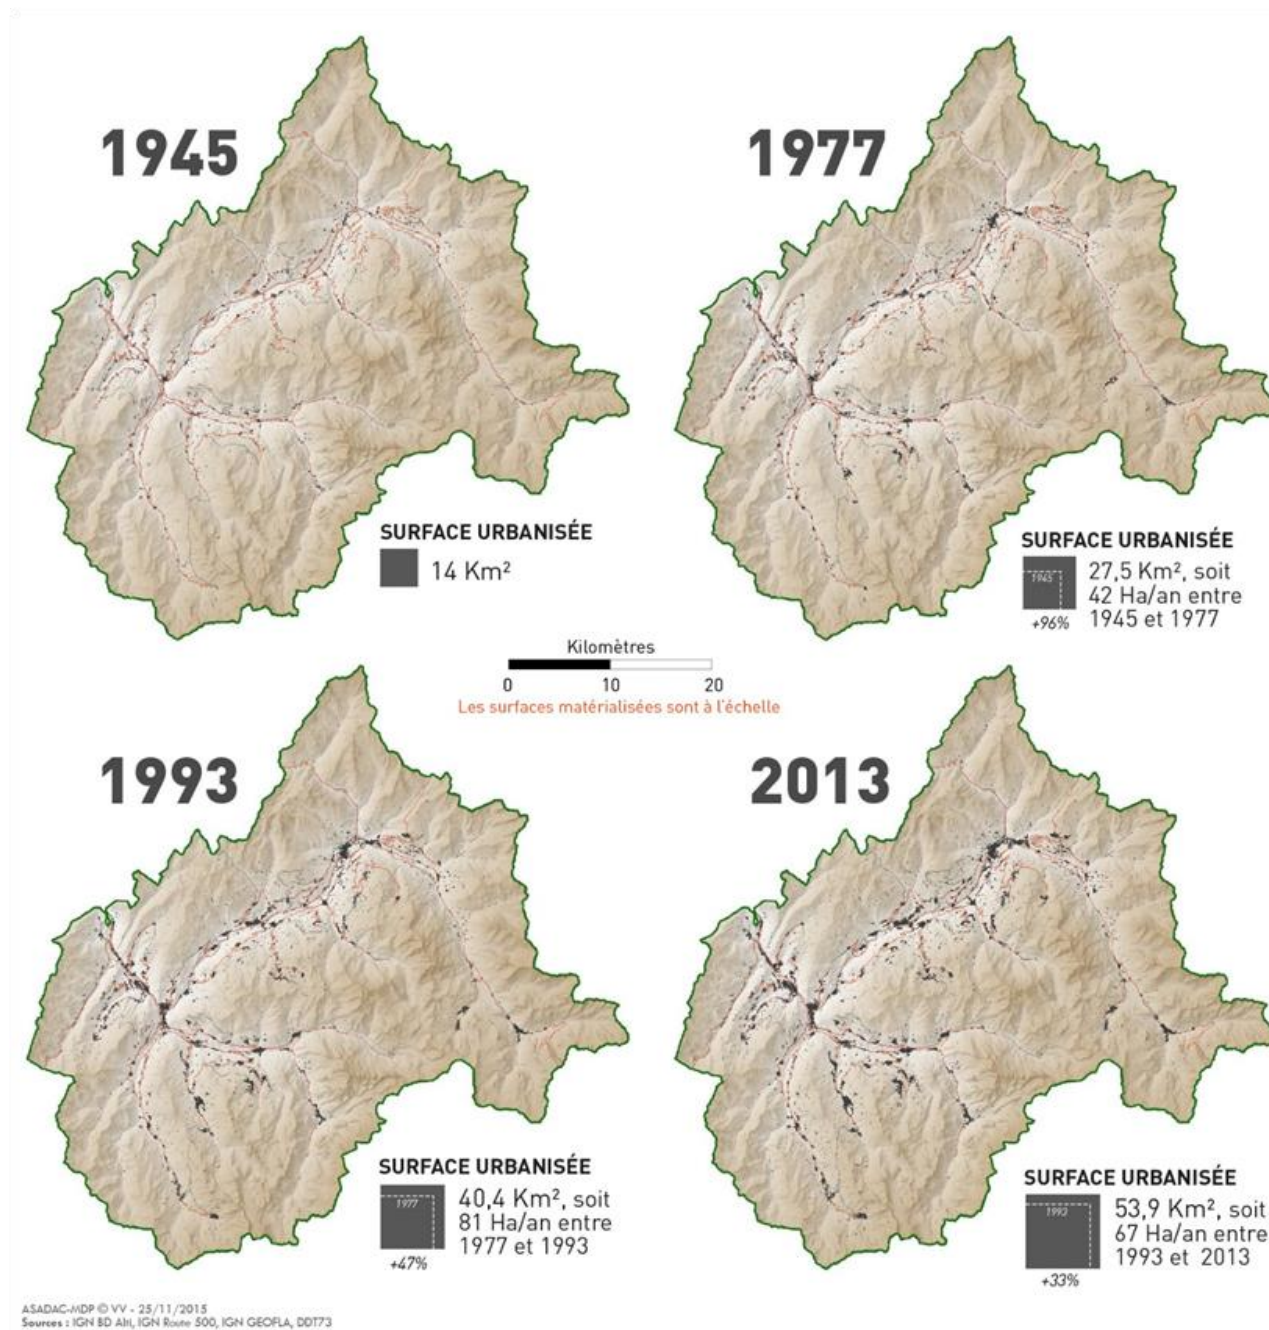 1945
1977
SURFACE URBANISÉE
14 Km²
SURFACE URBANISÉE
1945
+96%
27,5 Km², soit
42 Ha/an entre
1945 et 1977
Kilomètres
0 10 20
Les surfaces matérialisées sont à l'échelle
1993
2013
SURFACE URBANISÉE
1977
+47%
40,4 Km², soit
81 Ha/an entre
1977 et 1993
SURFACE URBANISÉE
1993
+33%
53,9 Km², soit
67 Ha/an entre
1993 et 2013
ASADAC-MDP © VV - 25/11/2015
Sources : IGN BD Alti, IGN Route 500, IGN GEOFLA, DDT73